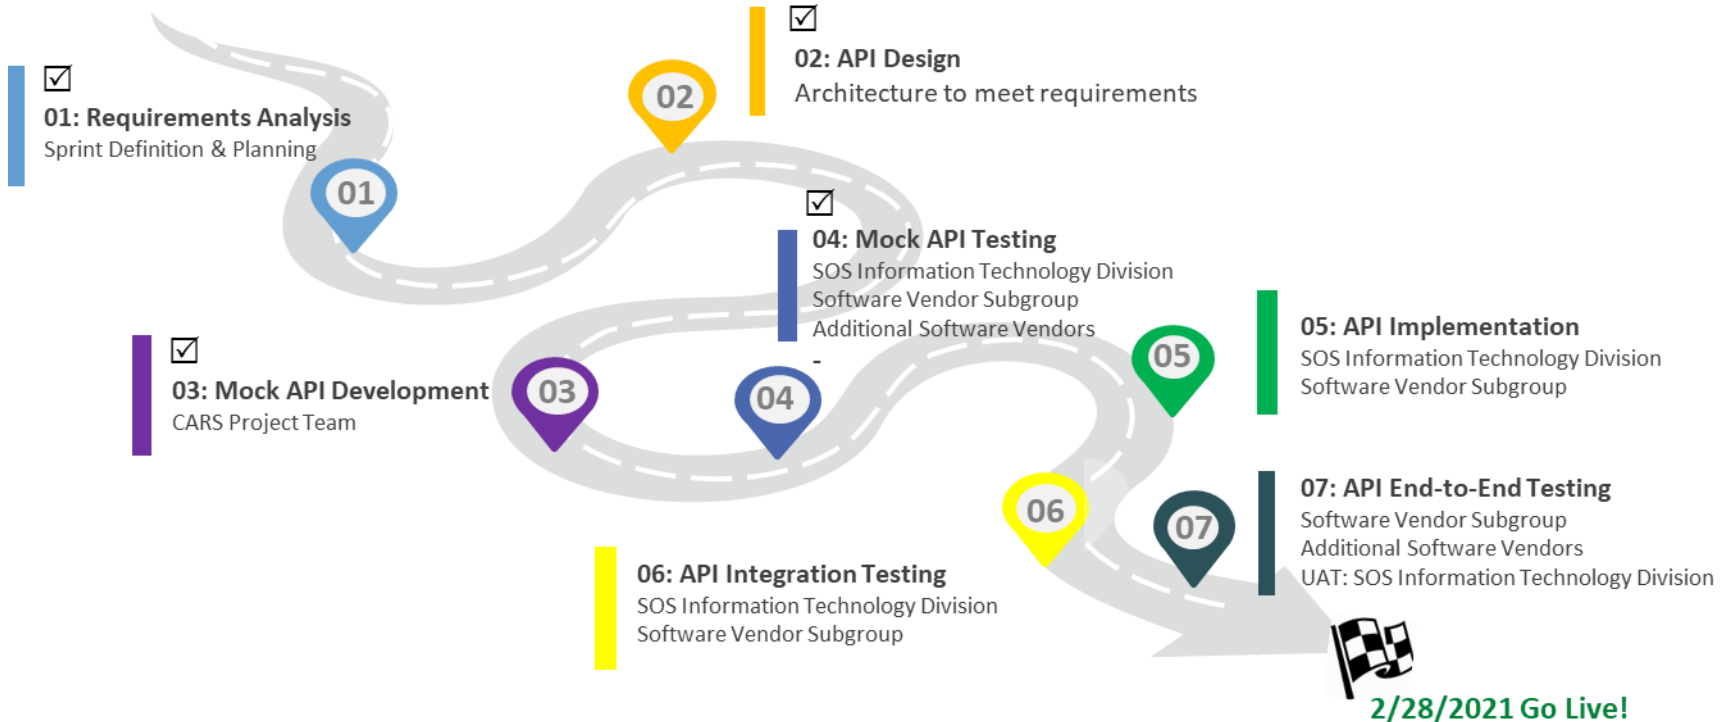 ☑
01: Requirements Analysis
Sprint Definition & Planning
01
☑
02: API Design
Architecture to meet requirements
02
☑
03: Mock API Development
CARS Project Team
03
☑
04: Mock API Testing
SOS Information Technology Division
Software Vendor Subgroup
Additional Software Vendors
-
04
05: API Implementation
SOS Information Technology Division
Software Vendor Subgroup
05
06: API Integration Testing
SOS Information Technology Division
Software Vendor Subgroup
06
07: API End-to-End Testing
Software Vendor Subgroup
Additional Software Vendors
UAT: SOS Information Technology Division
07
2/28/2021 Go Live!